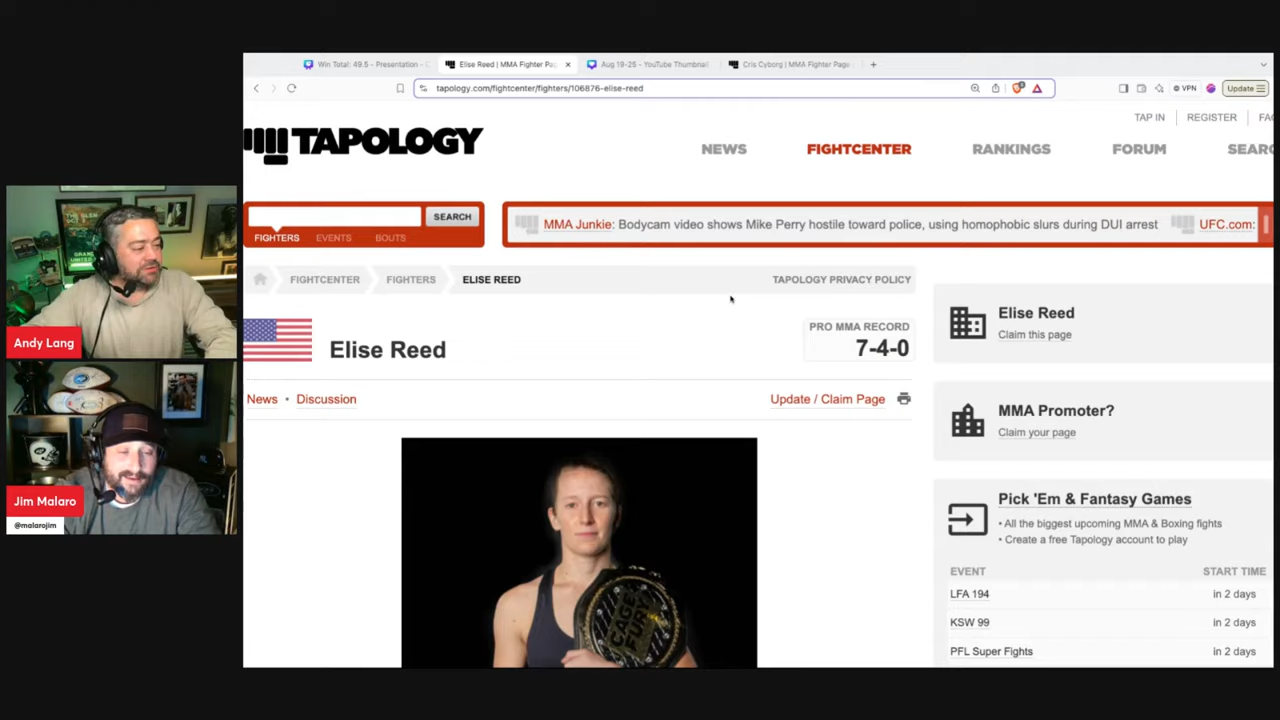 Win Total: 49.5 - Presentation - C
Elise Reed | MMA Fighter Pag
Aug 19-25 - YouTube Thumbnail
Cris Cyborg | MMA Fighter Page
tapology.com/fightcenter/fighters/106876-elise-reed
VPN
Update
TAP IN
REGISTER
FAQ
TAPOLOGY
NEWS
FIGHTCENTER
RANKINGS
FORUM
SEARC
SEARCH
FIGHTERS
EVENTS
BOUTS
MMA Junkie: Bodycam video shows Mike Perry hostile toward police, using homophobic slurs during DUI arrest
UFC.com:
FIGHTCENTER
FIGHTERS
ELISE REED
TAPOLOGY PRIVACY POLICY
Elise Reed
PRO MMA RECORD
7-4-0
News • Discussion
Update / Claim Page
CAGE
FURY
Elise Reed
Claim this page
MMA Promoter?
Claim your page
Pick 'Em & Fantasy Games
• All the biggest upcoming MMA & Boxing fights
• Create a free Tapology account to play
EVENT START TIME
LFA 194 in 2 days
KSW 99 in 2 days
PFL Super Fights in 2 days
Andy Lang
Jim Malaro
@malarojim